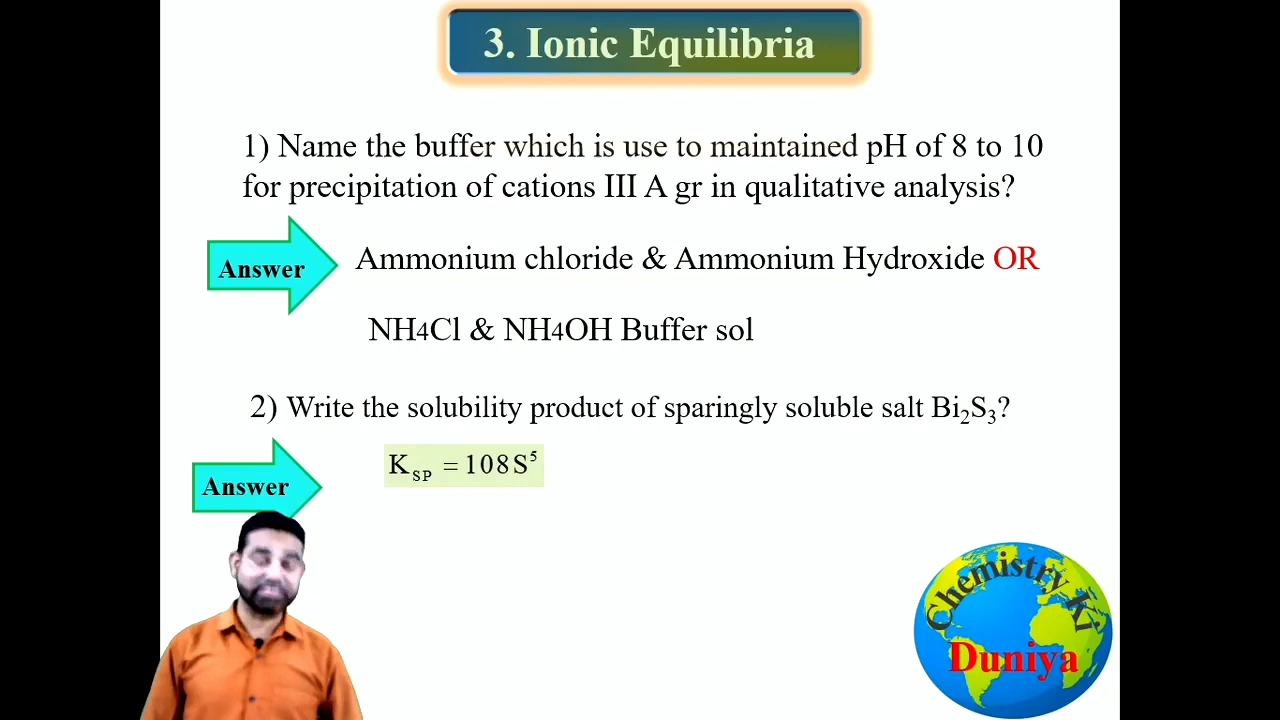 3. Ionic Equilibria
1) Name the buffer which is use to maintained pH of 8 to 10
for precipitation of cations III A gr in qualitative analysis?
Answer
Ammonium chloride & Ammonium Hydroxide OR
NH4Cl & NH4OH Buffer sol
2) Write the solubility product of sparingly soluble salt Bi₂S₃?
Answer
K_SP = 108S⁵
Chemistry Ki
Duniya